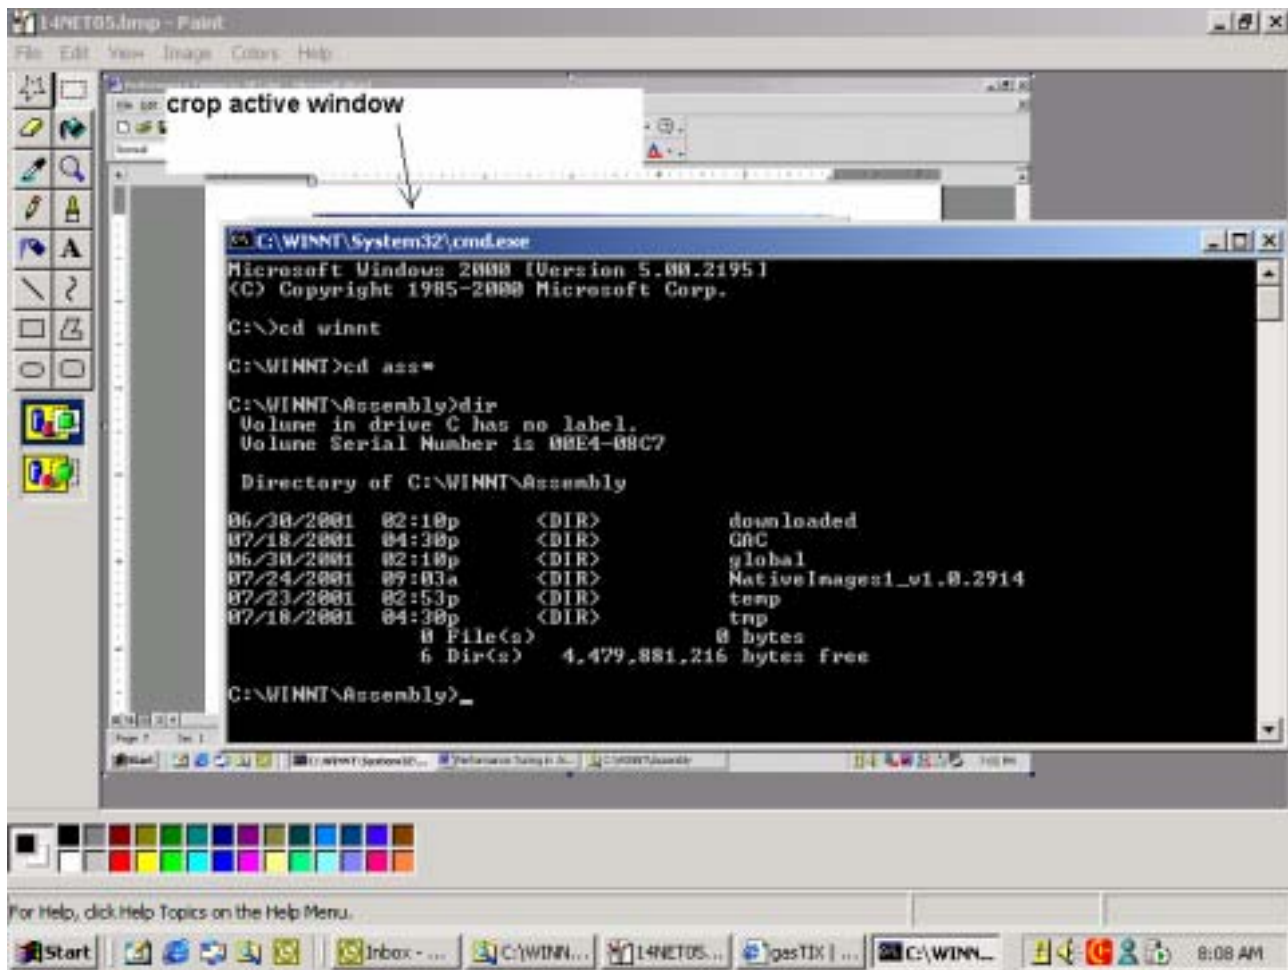 14NET05.bmp - Paint
File Edit View Image Colors Help
crop active window
C:\WINNT\System32\cmd.exe
Microsoft Windows 2000 [Version 5.00.2195]
(C) Copyright 1985-2000 Microsoft Corp.
C:\>cd winnt
C:\WINNT>cd ass*
C:\WINNT\Assembly>dir
Volume in drive C has no label.
Volume Serial Number is 00E4-08C7
Directory of C:\WINNT\Assembly
06/30/2001 02:10p <DIR> downloaded
07/18/2001 04:30p <DIR> GAC
06/30/2001 02:10p <DIR> global
07/24/2001 09:03a <DIR> NativeImages1_v1.0.2914
07/23/2001 02:53p <DIR> temp
07/18/2001 04:30p <DIR> tmp
0 File(s) 0 bytes
6 Dir(s) 4,479,881,216 bytes free
C:\WINNT\Assembly>_
Start
For Help, click Help Topics on the Help Menu.
Start Inbox - ... C:\WINN... 14NET05... gasTIX | ... C:\WINN... 8:08 AM